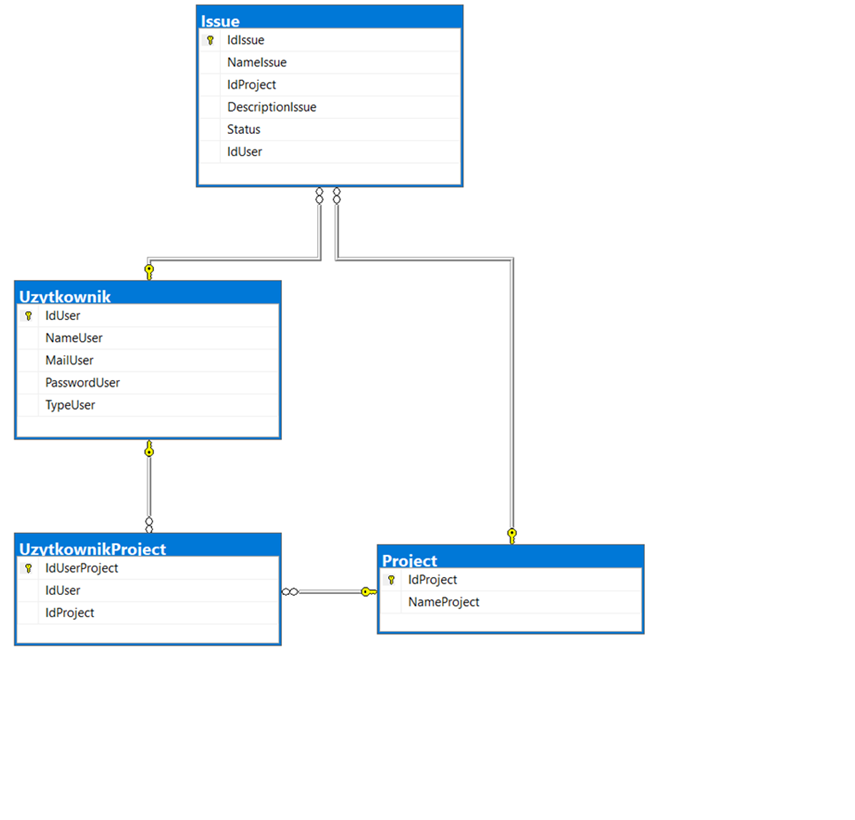 Issue
IdIssue
NameIssue
IdProject
DescriptionIssue
Status
IdUser
Uzytkownik
IdUser
NameUser
MailUser
PasswordUser
TypeUser
UzytkownikProject
IdUserProject
IdUser
IdProject
Project
IdProject
NameProject